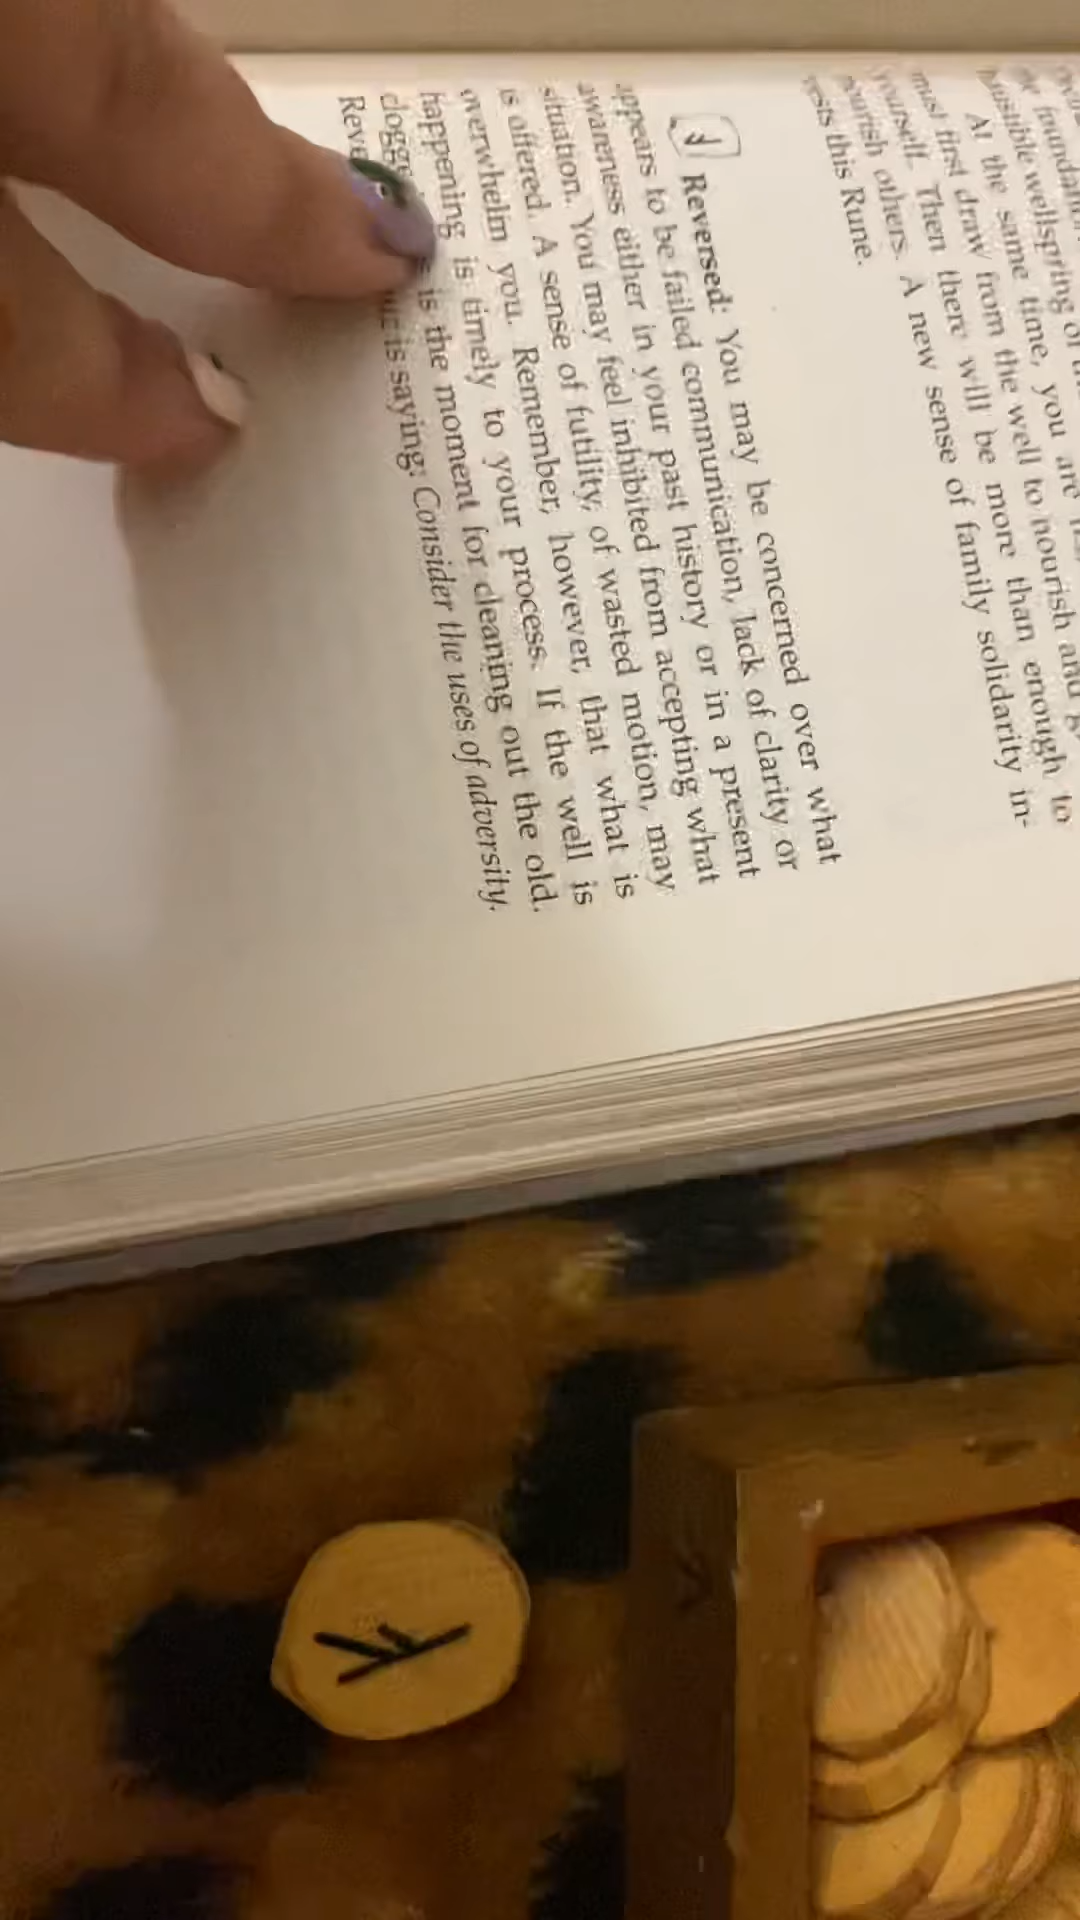 of
wellspring of
At the same time, you are
must first draw from the well to nourish and
yourself. Then there will be more than enough to
nourish others. A new sense of family solidarity in-
this Rune.
Reversed: You may be concerned over what
appears to be failed communication, lack of clarity or
awareness either in your past history or in a present
situation. You may feel inhibited from accepting what
is offered. A sense of futility, of wasted motion, may
overwhelm you. Remember, however, that what is
happening is timely to your process. If the well is
is the moment for cleaning out the old.
is saying: Consider the uses of adversity.